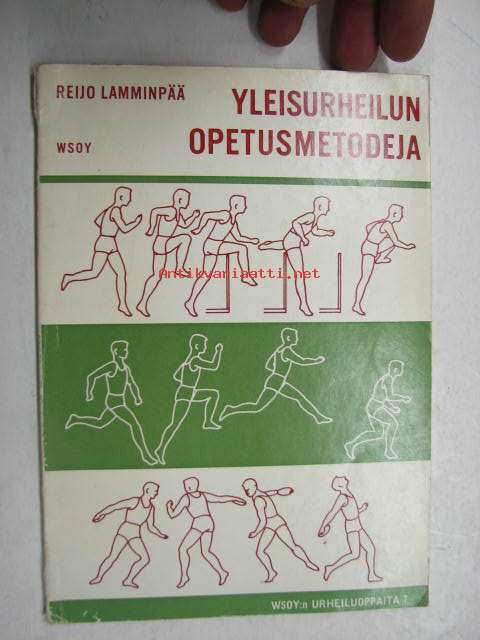 REIJO LAMMINPÄÄ
YLEISURHEILUN
OPETUSMETODEJA
WSOY
Antikvariaatti.net
WSOY:n URHEILUOPPAITA 7